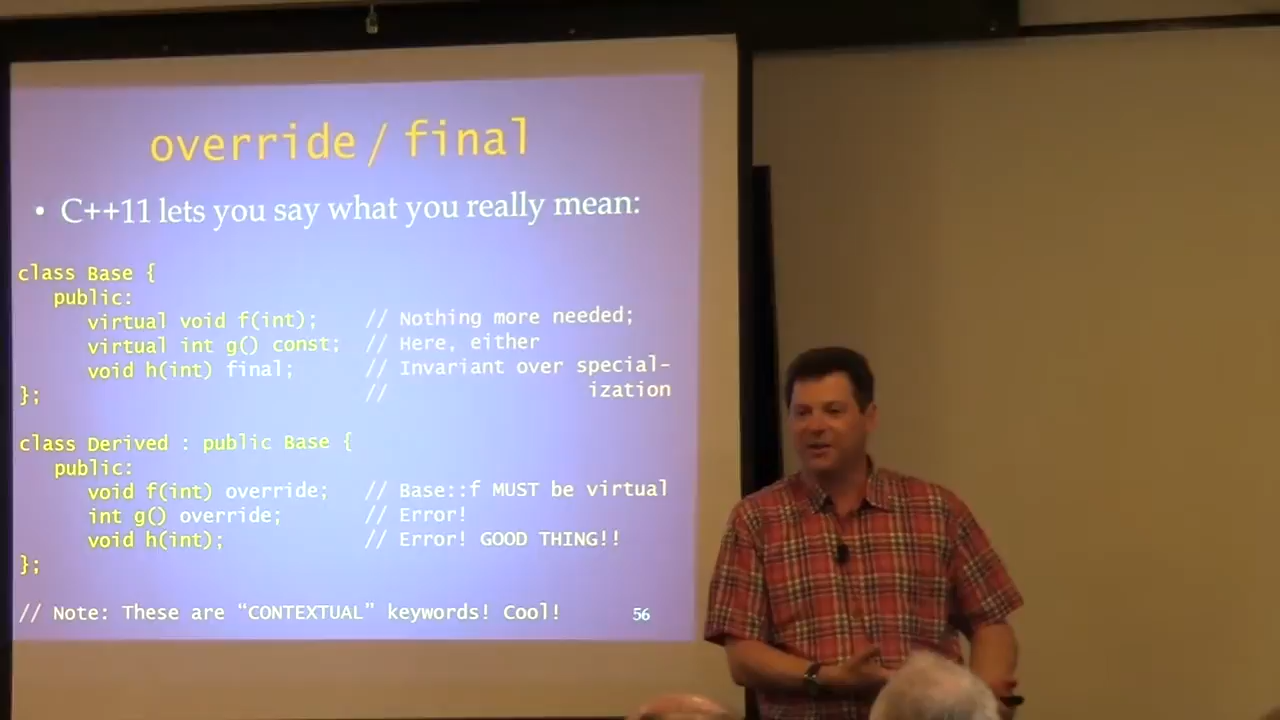 override / final
• C++11 lets you say what you really mean:
class Base {
public:
virtual void f(int); // Nothing more needed;
virtual int g() const; // Here, either
void h(int) final; // Invariant over special-
// ization
};
class Derived : public Base {
public:
void f(int) override; // Base::f MUST be virtual
int g() override; // Error!
void h(int); // Error! GOOD THING!!
};
// Note: These are “CONTEXTUAL” keywords! Cool!
56